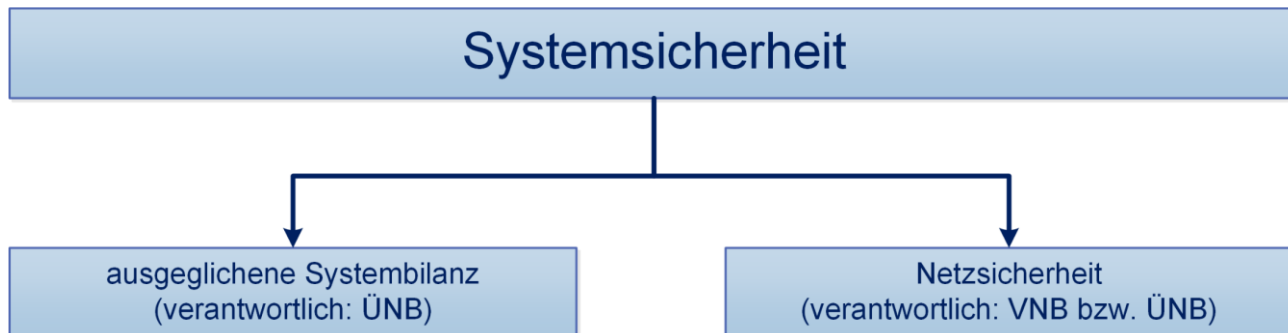 Systemsicherheit
ausgeglichene Systembilanz
(verantwortlich: ÜNB)
Netzsicherheit
(verantwortlich: VNB bzw. ÜNB)